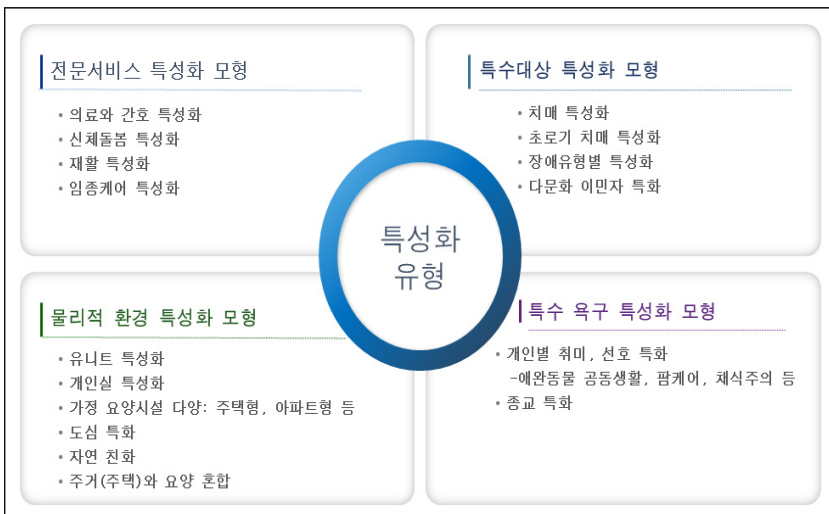 전문서비스 특성화 모형
• 의료와 간호 특성화
• 신체돌봄 특성화
• 재활 특성화
• 임종케어 특성화
특수대상 특성화 모형
• 치매 특성화
• 초로기 치매 특성화
• 장애유형별 특성화
• 다문화 이민자 특화
특성화
유형
물리적 환경 특성화 모형
• 유니트 특성화
• 개인실 특성화
• 가정 요양시설 다양: 주택형, 아파트형 등
• 도심 특화
• 자연 친화
• 주거(주택)와 요양 혼합
특수 욕구 특성화 모형
• 개인별 취미, 선호 특화
-애완동물 공동생활, 팜케어, 채식주의 등
• 종교 특화